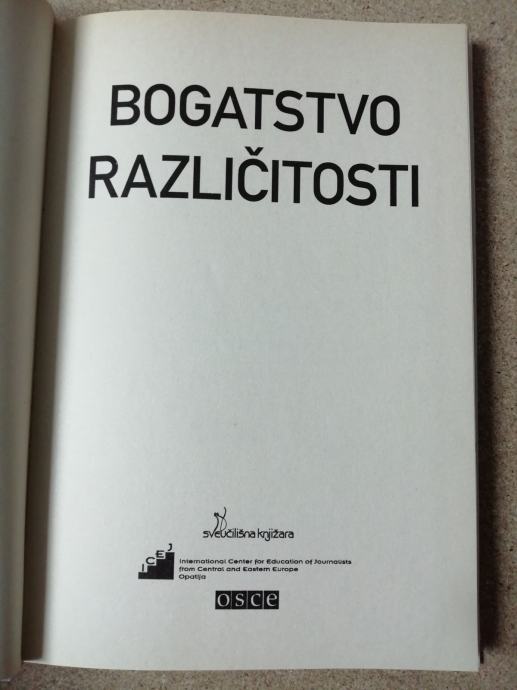 BOGATSTVO
RAZLIČITOSTI
sveučilišna knjižara
ICEJ
International Center for Education of Journalists
from Central and Eastern Europe
Opatija
osce